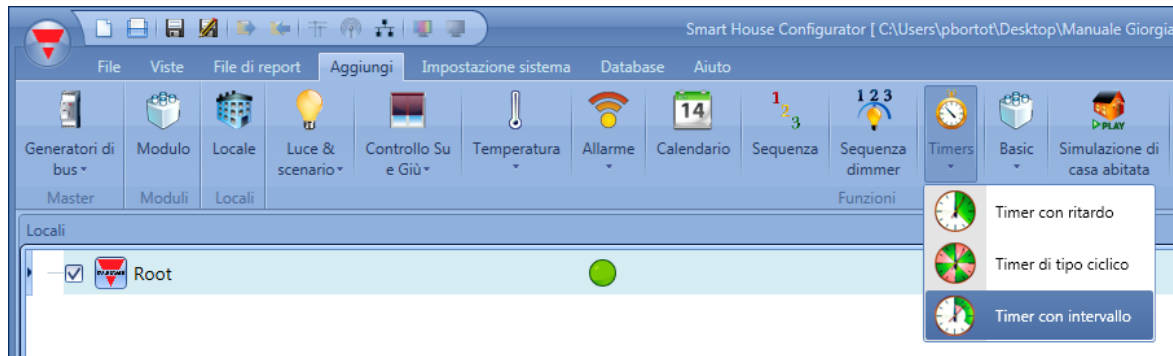 Smart House Configurator [ C:\Users\pbortot\Desktop\Manuale Giorgia
File Viste File di report Aggiungi Impostazione sistema Database Aiuto
14
1 2 3
1 2 3
Generatori di bus
Modulo
Locale
Luce & scenario
Controllo Su e Giù
Temperatura
Allarme
Calendario
Sequenza
Sequenza dimmer
Timers
Basic
PLAY
Simulazione di casa abitata
Master Moduli Locali Funzioni
Locali
Root
Timer con ritardo
Timer di tipo ciclico
Timer con intervallo